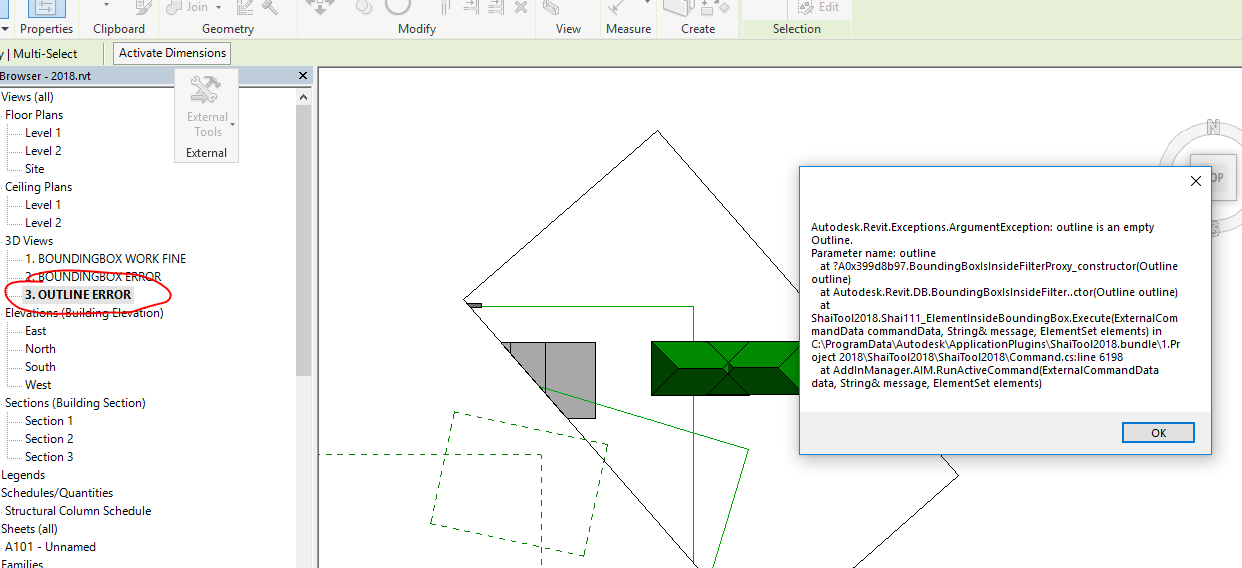 Join
Edit
Properties
Clipboard
Geometry
Modify
View
Measure
Create
Selection
y | Multi-Select
Activate Dimensions
Browser - 2018.rvt
External
Tools
External
Views (all)
Floor Plans
Level 1
Level 2
Site
Ceiling Plans
Level 1
Level 2
3D Views
1. BOUNDINGBOX WORK FINE
2. BOUNDINGBOX ERROR
3. OUTLINE ERROR
Elevations (Building Elevation)
East
North
South
West
Sections (Building Section)
Section 1
Section 2
Section 3
Legends
Schedules/Quantities
Structural Column Schedule
Sheets (all)
A101 - Unnamed
Families
N
OP
S
Autodesk.Revit.Exceptions.ArgumentException: outline is an empty
Outline.
Parameter name: outline
at ?A0x399d8b97.BoundingBoxIsInsideFilterProxy_constructor(Outline
outline)
at Autodesk.Revit.DB.BoundingBoxIsInsideFilter..ctor(Outline outline)
at
ShaiTool2018.Shai111_ElementInsideBoundingBox.Execute(ExternalCom
mandData commandData, String& message, ElementSet elements) in
C:\ProgramData\Autodesk\ApplicationPlugins\ShaiTool2018.bundle\1.Pr
oject 2018\ShaiTool2018\ShaiTool2018\Command.cs:line 6198
at AddInManager.AIM.RunActiveCommand(ExternalCommandData
data, String& message, ElementSet elements)
OK